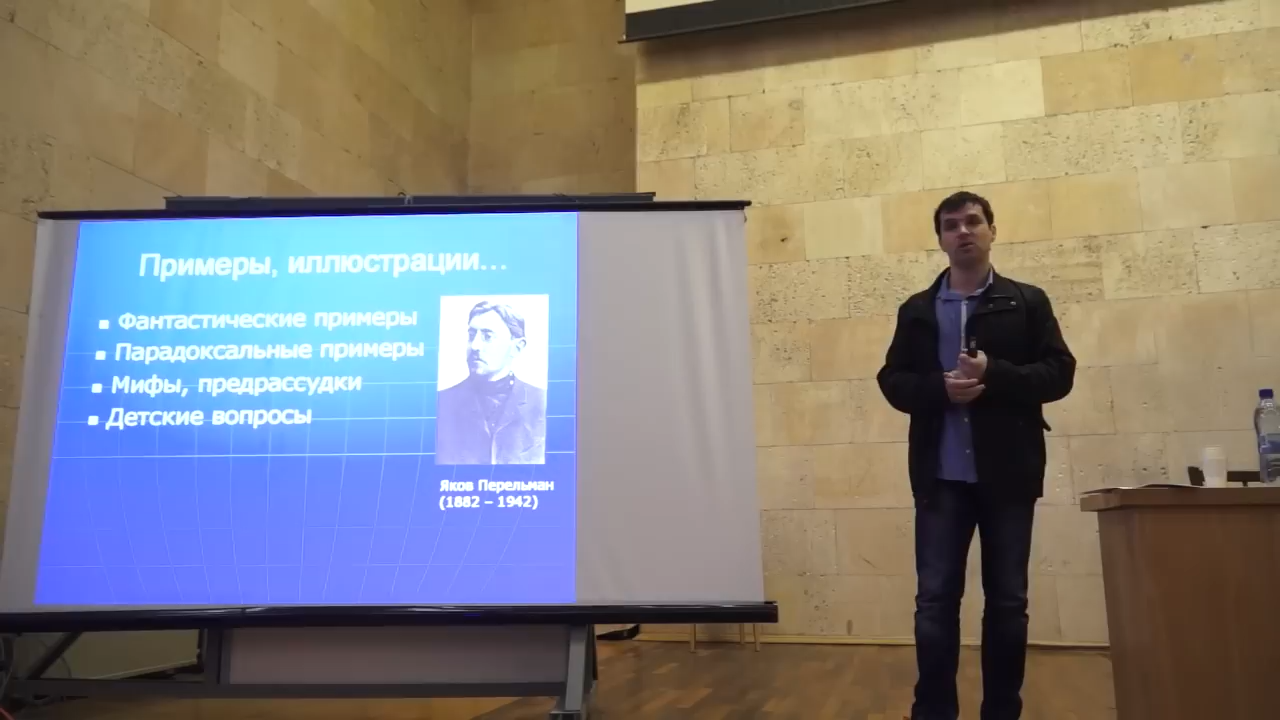 Примеры, иллюстрации...
Фантастические примеры
Парадоксальные примеры
Мифы, предрассудки
Детские вопросы
Яков Перельман
(1882 – 1942)